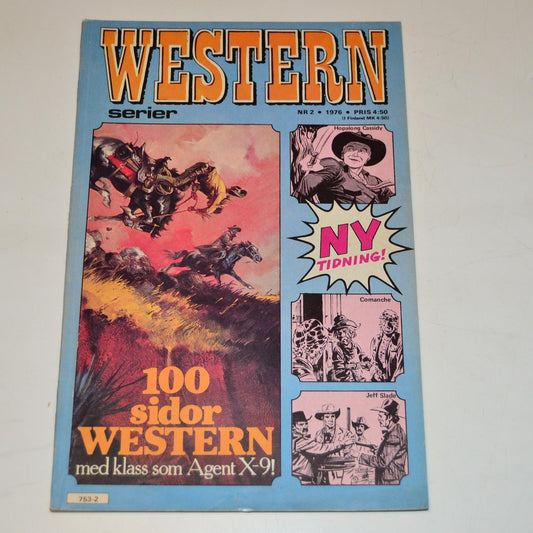 WESTERN
serier
NR 2 • 1976 • PRIS 4:50
(I Finland MK 4:50)
Hopalong Cassidy
NY
TIDNING!
Comanche
Jeff Slade
100
sidor
WESTERN
med klass som Agent X-9!
753-2